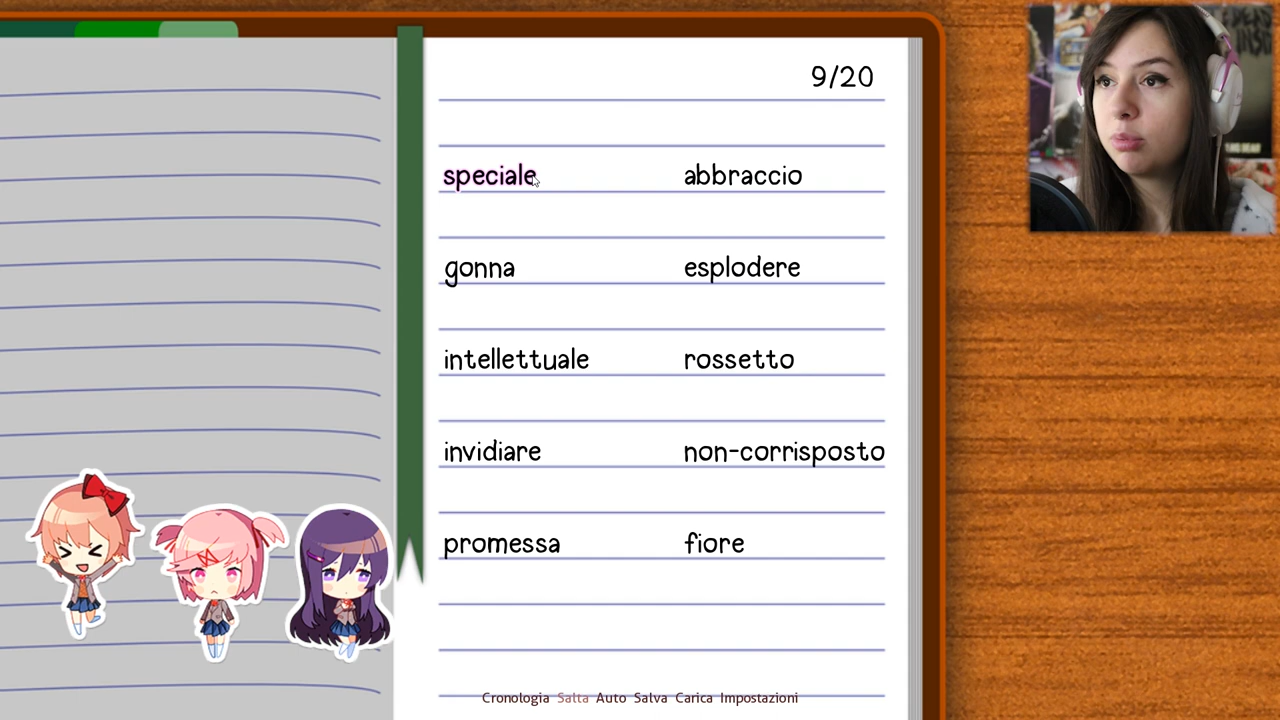 9/20
speciale abbraccio
gonna esplodere
intellettuale rossetto
invidiare non-corrisposto
promessa fiore
Cronologia Salta Auto Salva Carica Impostazioni